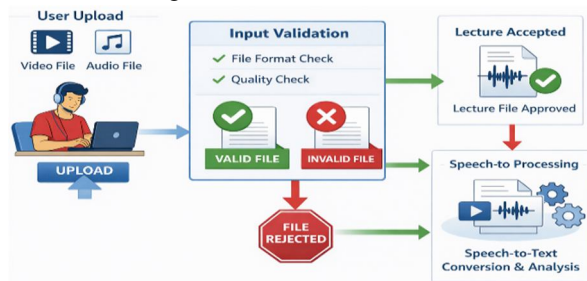 User Upload
Video File Audio File
UPLOAD
Input Validation
File Format Check
Quality Check
VALID FILE
INVALID FILE
FILE
REJECTED
Lecture Accepted
Lecture File Approved
Speech-to Processing
Speech-to-Text
Conversion & Analysis